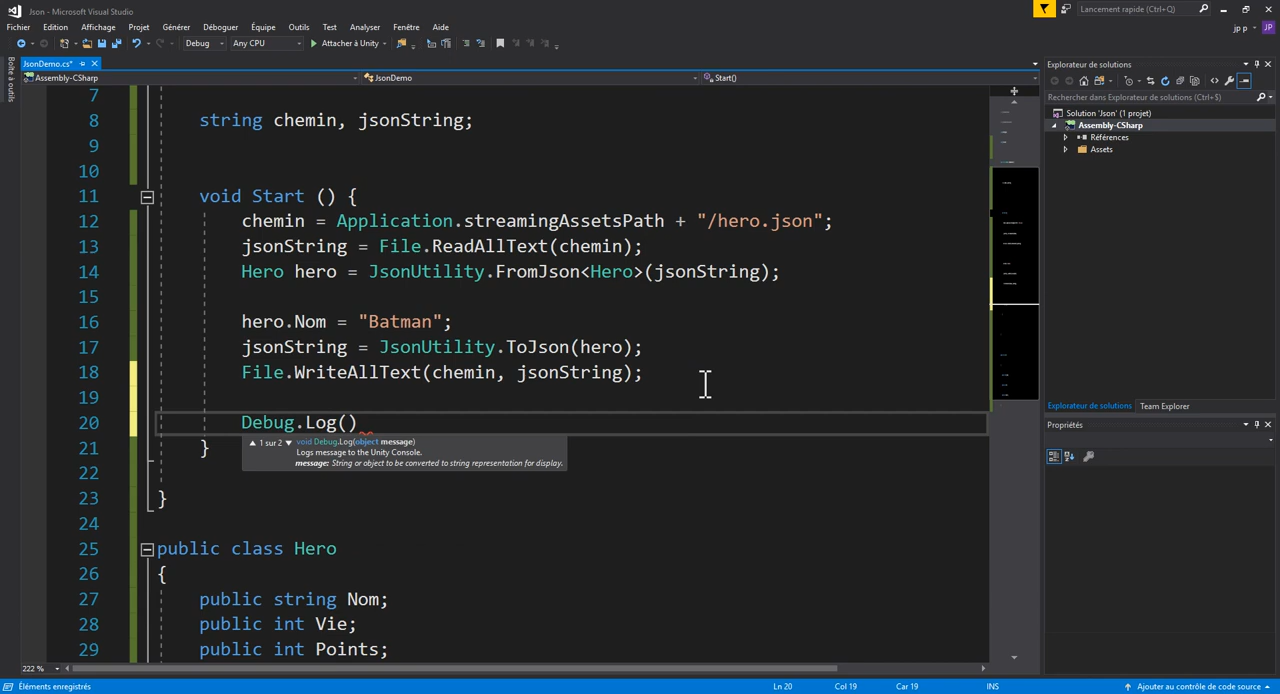 Json - Microsoft Visual Studio
Lancement rapide (Ctrl+Q)
Fichier Edition Affichage Projet Générer Déboguer Équipe Outils Test Analyser Fenêtre Aide
jp p JP
Debug Any CPU Attacher à Unity
Boîte à outils
JsonDemo.cs*
Assembly-CSharp JsonDemo Start()
7
8 string chemin, jsonString;
9
10
11 void Start () {
12 chemin = Application.streamingAssetsPath + "/hero.json";
13 jsonString = File.ReadAllText(chemin);
14 Hero hero = JsonUtility.FromJson<Hero>(jsonString);
15
16 hero.Nom = "Batman";
17 jsonString = JsonUtility.ToJson(hero);
18 File.WriteAllText(chemin, jsonString);
19
20 Debug.Log()
▲ 1 sur 2 ▼ void Debug.Log(object message)
Logs message to the Unity Console.
message: String or object to be converted to string representation for display.
21 }
22
23 }
24
25 public class Hero
26 {
27 public string Nom;
28 public int Vie;
29 public int Points;
222 %
Explorateur de solutions
Rechercher dans Explorateur de solutions (Ctrl+$)
Solution 'Json' (1 projet)
Assembly-CSharp
Références
Assets
Explorateur de solutions Team Explorer
Propriétés
Éléments enregistrés Ln 20 Col 19 Car 19 INS Ajouter au contrôle de code source